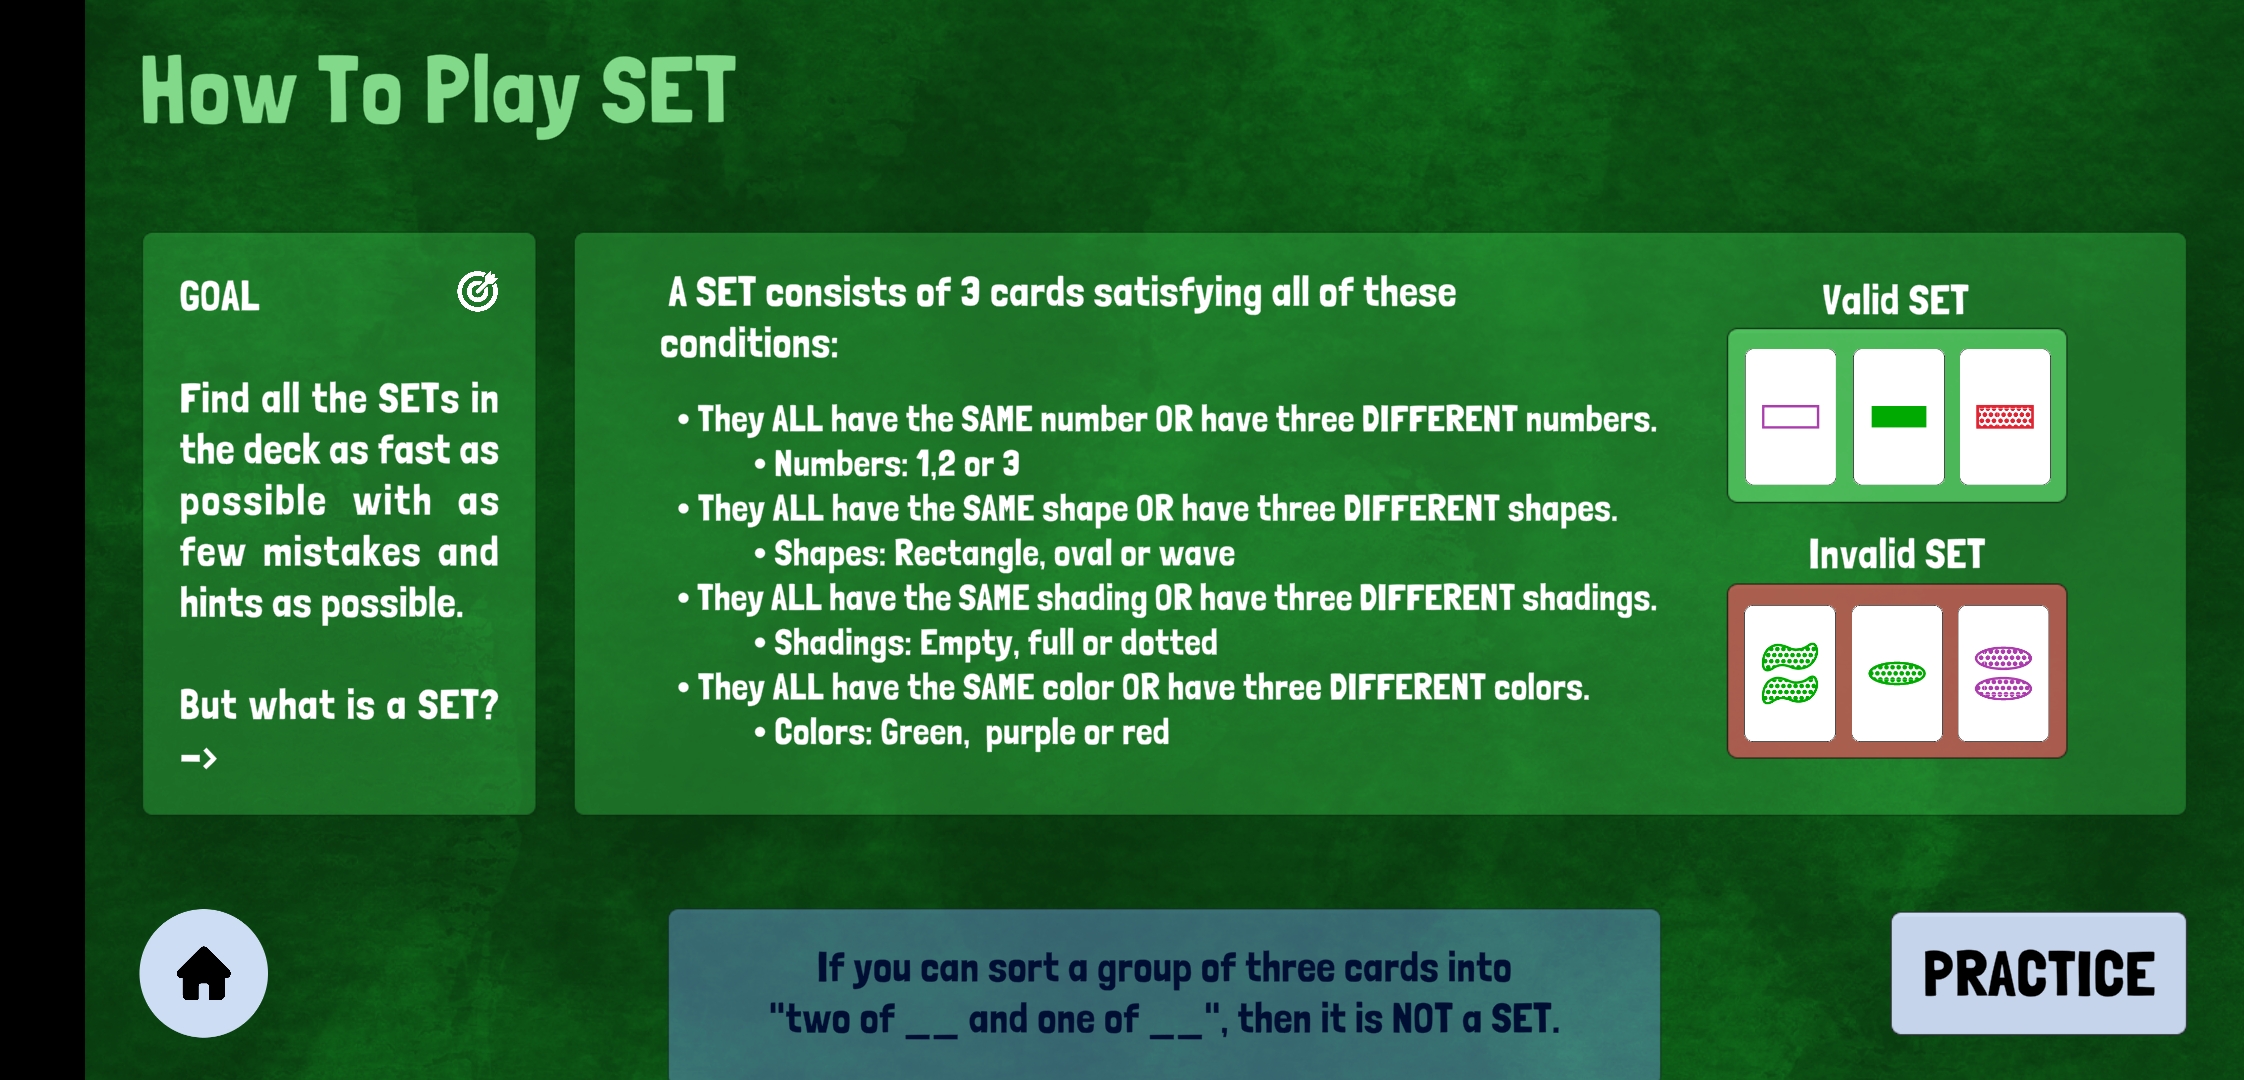 How To Play SET
GOAL
Find all the SETs in
the deck as fast as
possible with as
few mistakes and
hints as possible.
But what is a SET?
–>
A SET consists of 3 cards satisfying all of these
conditions:
• They ALL have the SAME number OR have three DIFFERENT numbers.
• Numbers: 1,2 or 3
• They ALL have the SAME shape OR have three DIFFERENT shapes.
• Shapes: Rectangle, oval or wave
• They ALL have the SAME shading OR have three DIFFERENT shadings.
• Shadings: Empty, full or dotted
• They ALL have the SAME color OR have three DIFFERENT colors.
• Colors: Green,  purple or red
Valid SET
Invalid SET
If you can sort a group of three cards into
"two of __ and one of __", then it is NOT a SET.
PRACTICE